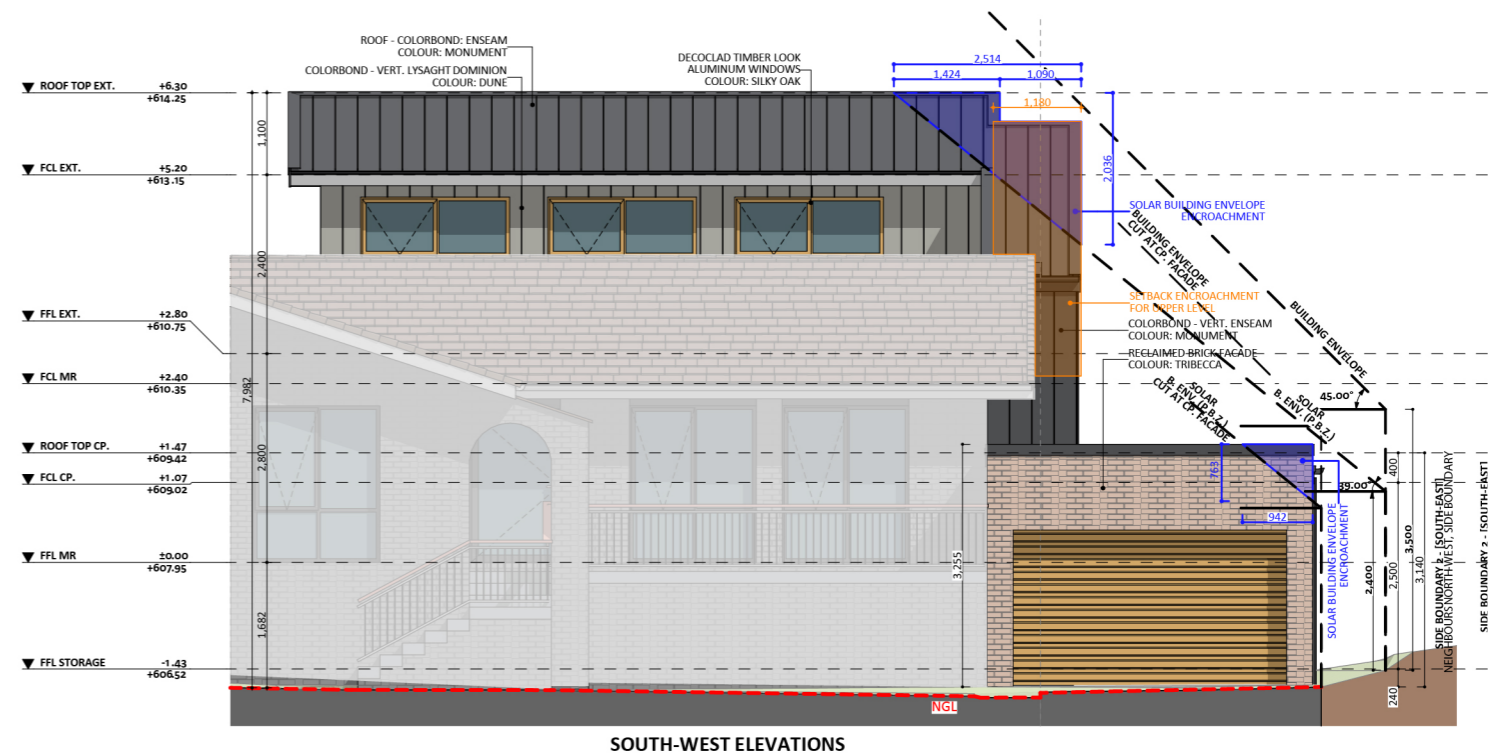 ROOF - COLORBOND: ENSEAM
COLOUR: MONUMENT
COLORBOND - VERT. LYSAGHT DOMINION
COLOUR: DUNE
DECOCLAD TIMBER LOOK
ALUMINUM WINDOWS
COLOUR: SILKY OAK
2,514
1,424
1,090
1,180
2,036
ROOF TOP EXT. +6.30
+614.25
1,100
FCL EXT. +5.20
+613.15
2,400
FFL EXT. +2.80
+610.75
FCL MR +2.40
+610.35
7,982
2,800
ROOF TOP CP. +1.47
+609.42
FCL CP. +1.07
+609.02
FFL MR ±0.00
+607.95
1,682
FFL STORAGE -1.43
+606.52
SOLAR BUILDING ENVELOPE
ENCROACHMENT
BUILDING ENVELOPE
CUT AT CP. FACADE
BUILDING ENVELOPE
SETBACK ENCROACHMENT
FOR UPPER LEVEL
COLORBOND - VERT. ENSEAM
COLOUR: MONUMENT
RECLAIMED BRICK FACADE
COLOUR: TRIBECCA
SOLAR
B. ENV. (P.B.Z.)
CUT AT CP. FACADE
SOLAR
B. ENV. (P.B.Z.)
45.00°
39.00°
763
942
3,255
400
3,500
2,500
2,400
3,140
240
SOLAR BUILDING ENVELOPE
ENCROACHMENT
SIDE BOUNDARY 2 - [SOUTH-EAST]
NEIGHBOURS NORTH-WEST, SIDE BOUNDARY
SIDE BOUNDARY 2 - [SOUTH-EAST]
NGL
SOUTH-WEST ELEVATIONS